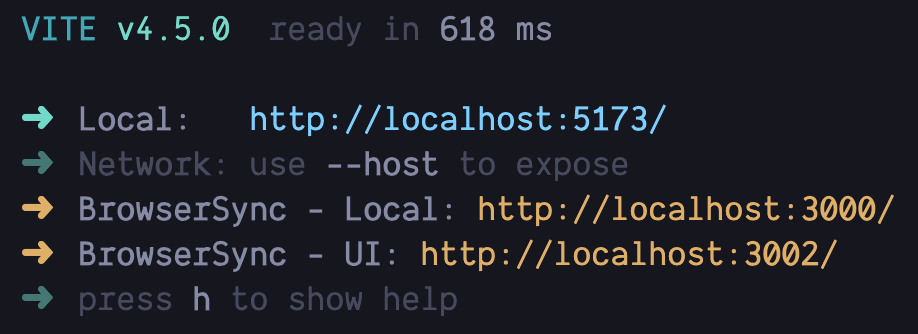 VITE v4.5.0 ready in 618 ms
➜ Local: http://localhost:5173/
➜ Network: use --host to expose
➜ BrowserSync - Local: http://localhost:3000/
➜ BrowserSync - UI: http://localhost:3002/
➜ press h to show help